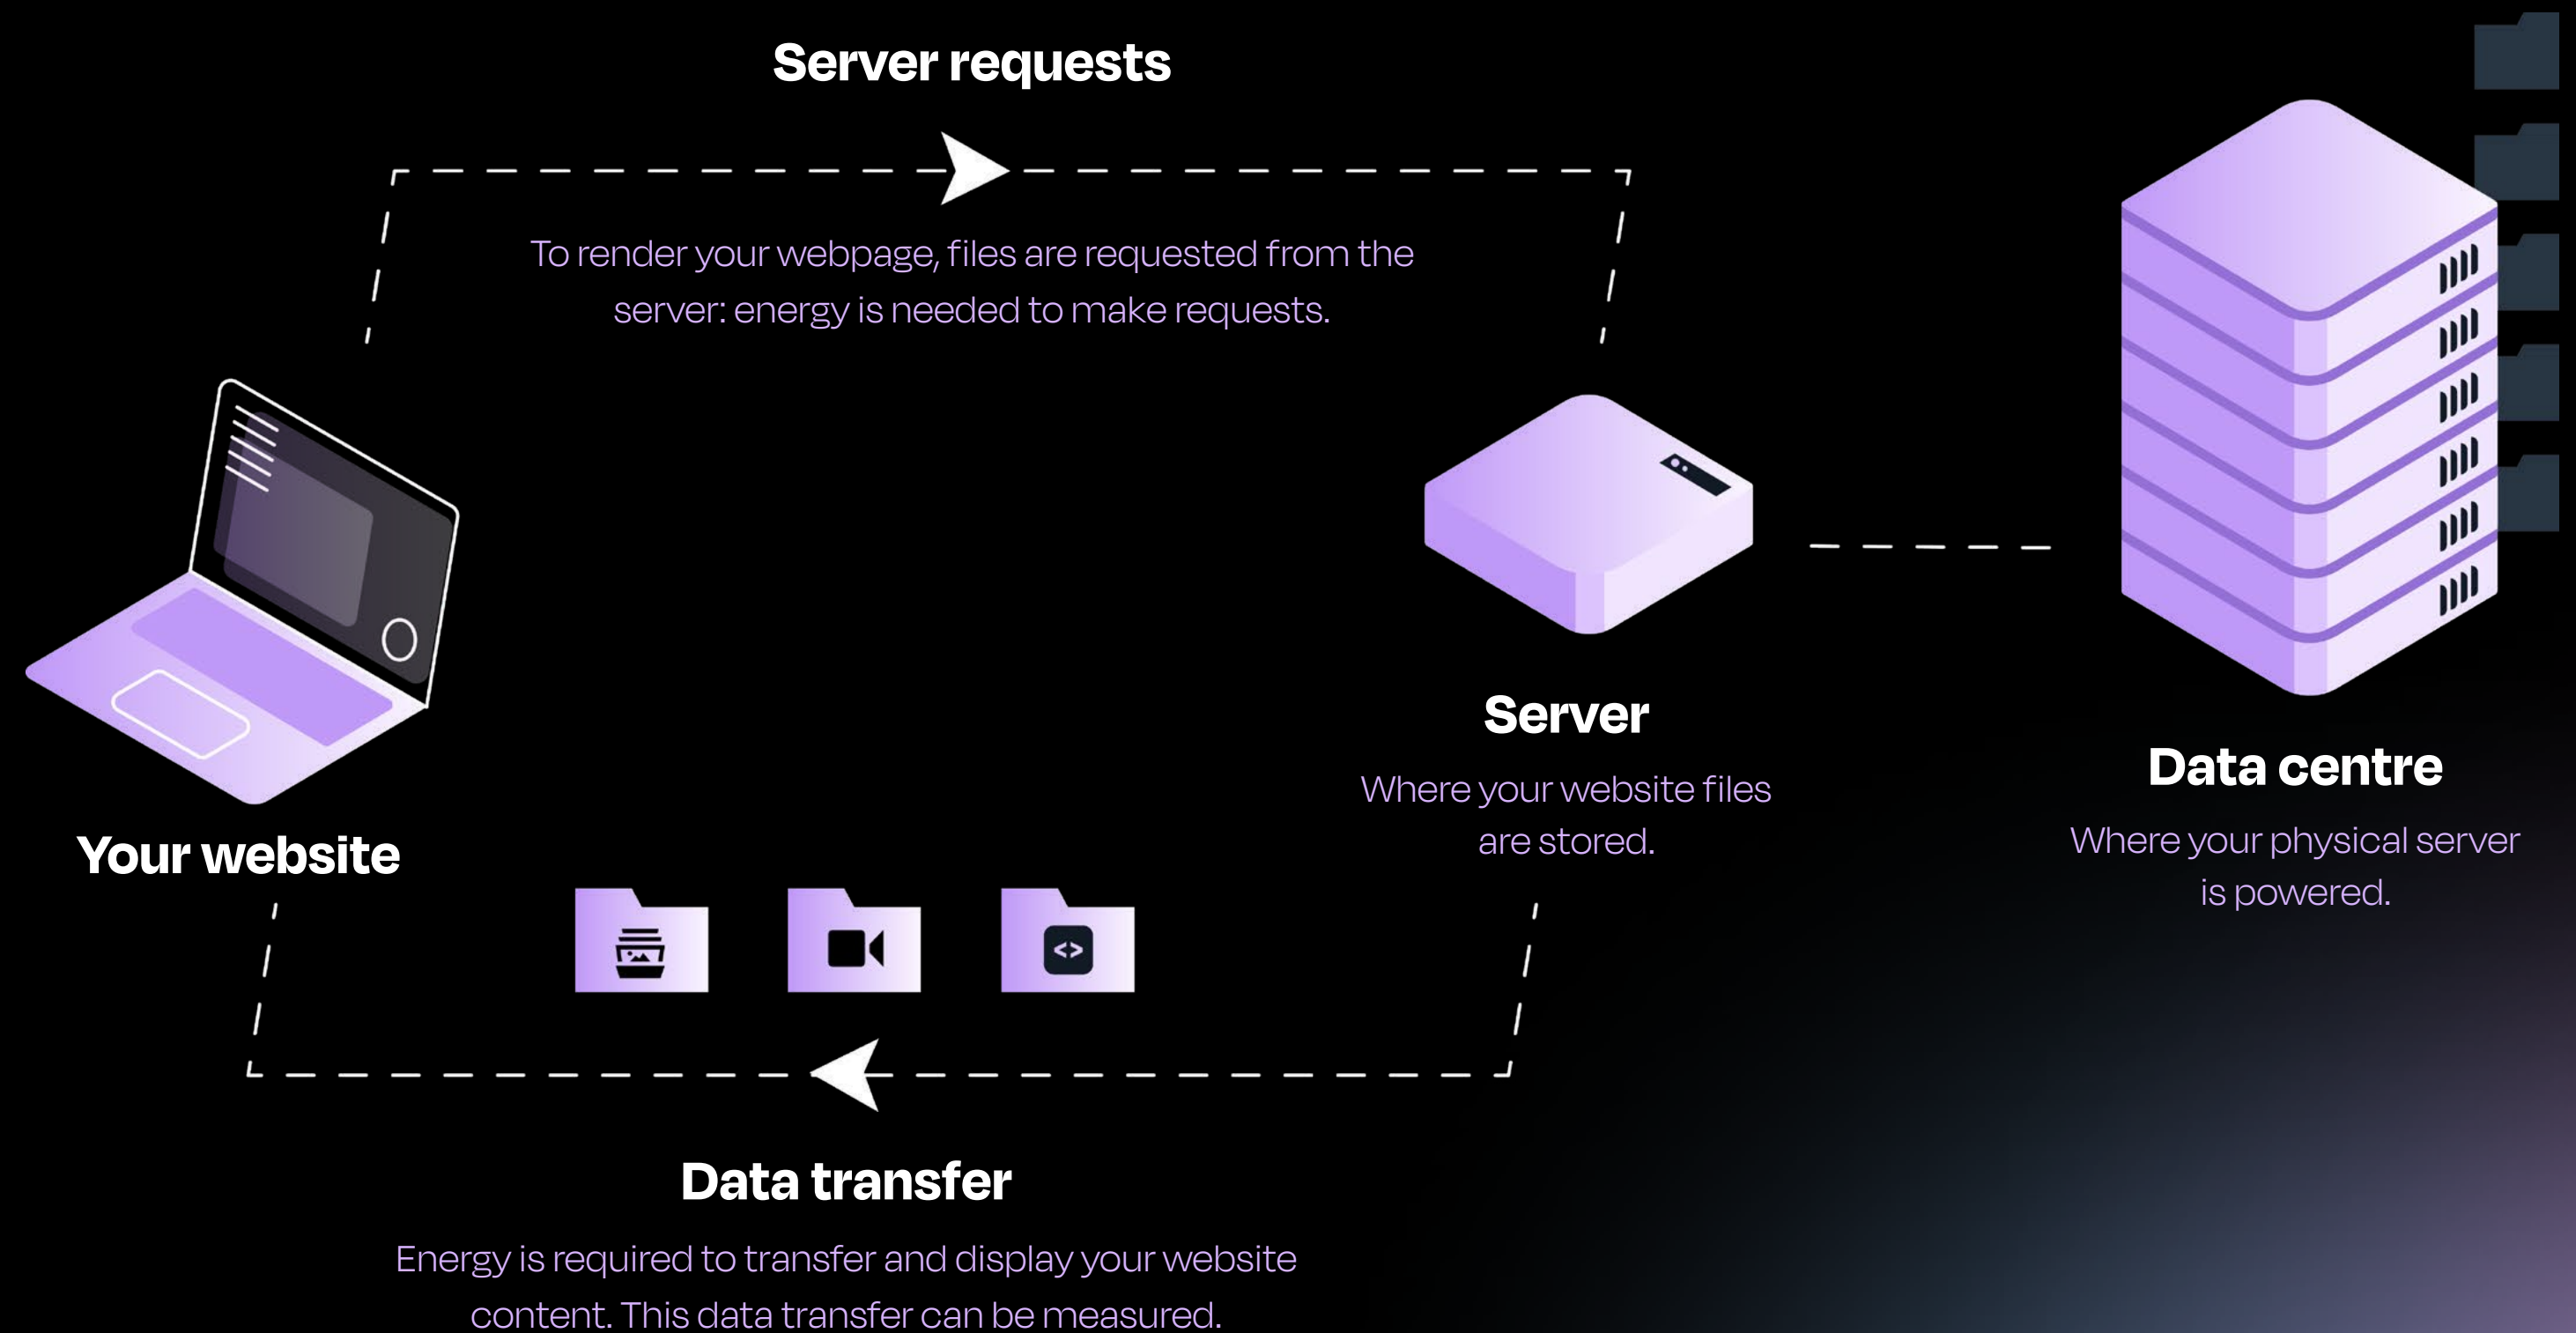 Server requests
To render your webpage, files are requested from the
server: energy is needed to make requests.
Your website
Server
Where your website files
are stored.
Data centre
Where your physical server
is powered.
<>
Data transfer
Energy is required to transfer and display your website
content. This data transfer can be measured.